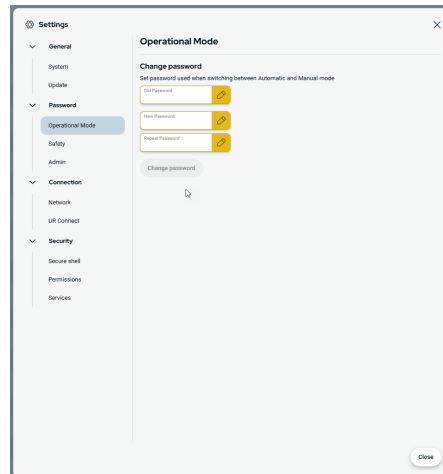 Settings
General
System
Update
Password
Operational Mode
Safety
Admin
Connection
Network
UR Connect
Security
Secure shell
Permissions
Services
Operational Mode
Change password
Set password used when switching between Automatic and Manual mode
Old Password
New Password
Repeat Password
Change password
Close